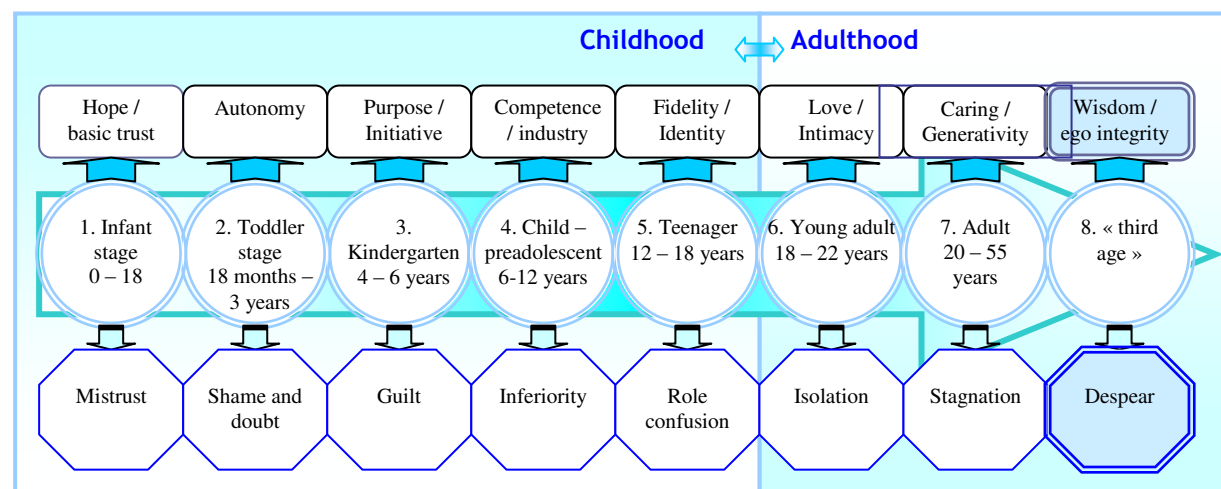 Childhood
Adulthood
Hope /
basic trust
Autonomy
Purpose /
Initiative
Competence
/ industry
Fidelity /
Identity
Love /
Intimacy
Caring /
Generativity
Wisdom /
ego integrity
1. Infant
stage
0 – 18
2. Toddler
stage
18 months –
3 years
3.
Kindergarten
4 – 6 years
4. Child –
preadolescent
6-12 years
5. Teenager
12 – 18 years
6. Young adult
18 – 22 years
7. Adult
20 – 55
years
8. « third
age »
Mistrust
Shame and
doubt
Guilt
Inferiority
Role
confusion
Isolation
Stagnation
Despear